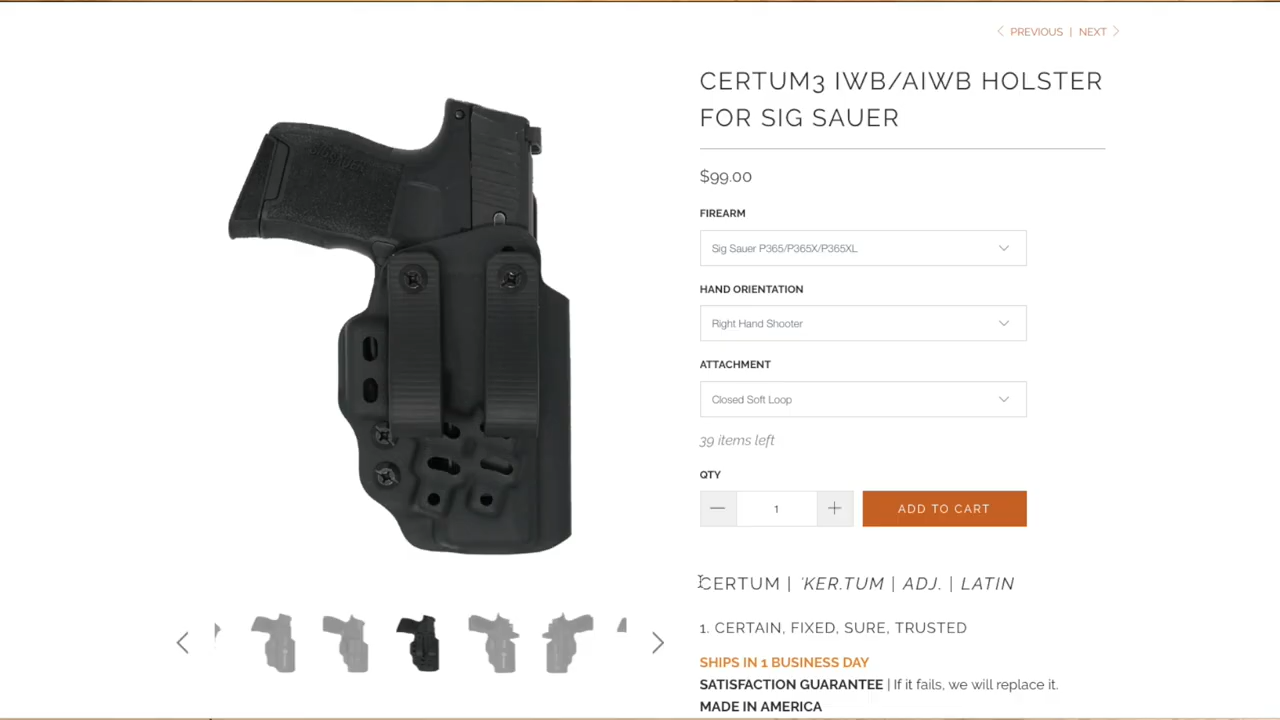 PREVIOUS | NEXT
CERTUM3 IWB/AIWB HOLSTER
FOR SIG SAUER
$99.00
FIREARM
Sig Sauer P365/P365X/P365XL
HAND ORIENTATION
Right Hand Shooter
ATTACHMENT
Closed Soft Loop
39 items left
QTY
1
ADD TO CART
CERTUM | 'KER.TUM | ADJ. | LATIN
1. CERTAIN, FIXED, SURE, TRUSTED
SHIPS IN 1 BUSINESS DAY
SATISFACTION GUARANTEE | If it fails, we will replace it.
MADE IN AMERICA